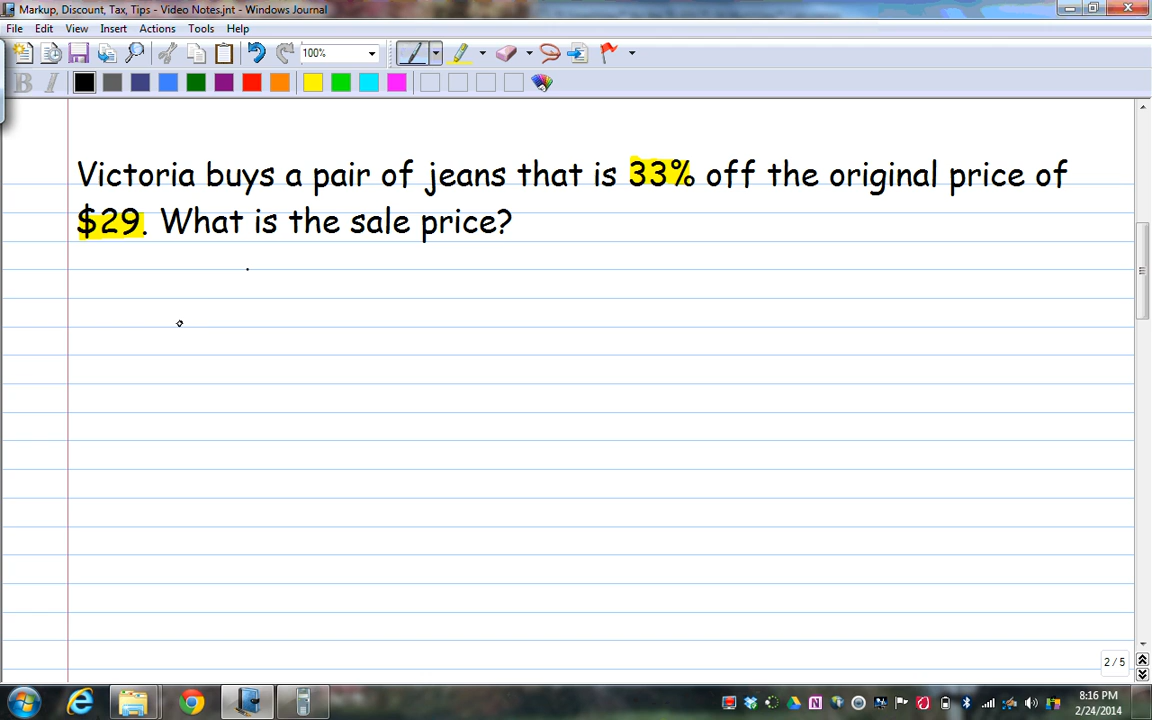 Markup, Discount, Tax, Tips - Video Notes.jnt - Windows Journal
File Edit View Insert Actions Tools Help
100%
B I
Victoria buys a pair of jeans that is 33% off the original price of
$29. What is the sale price?
2 / 5
8:16 PM
2/24/2014